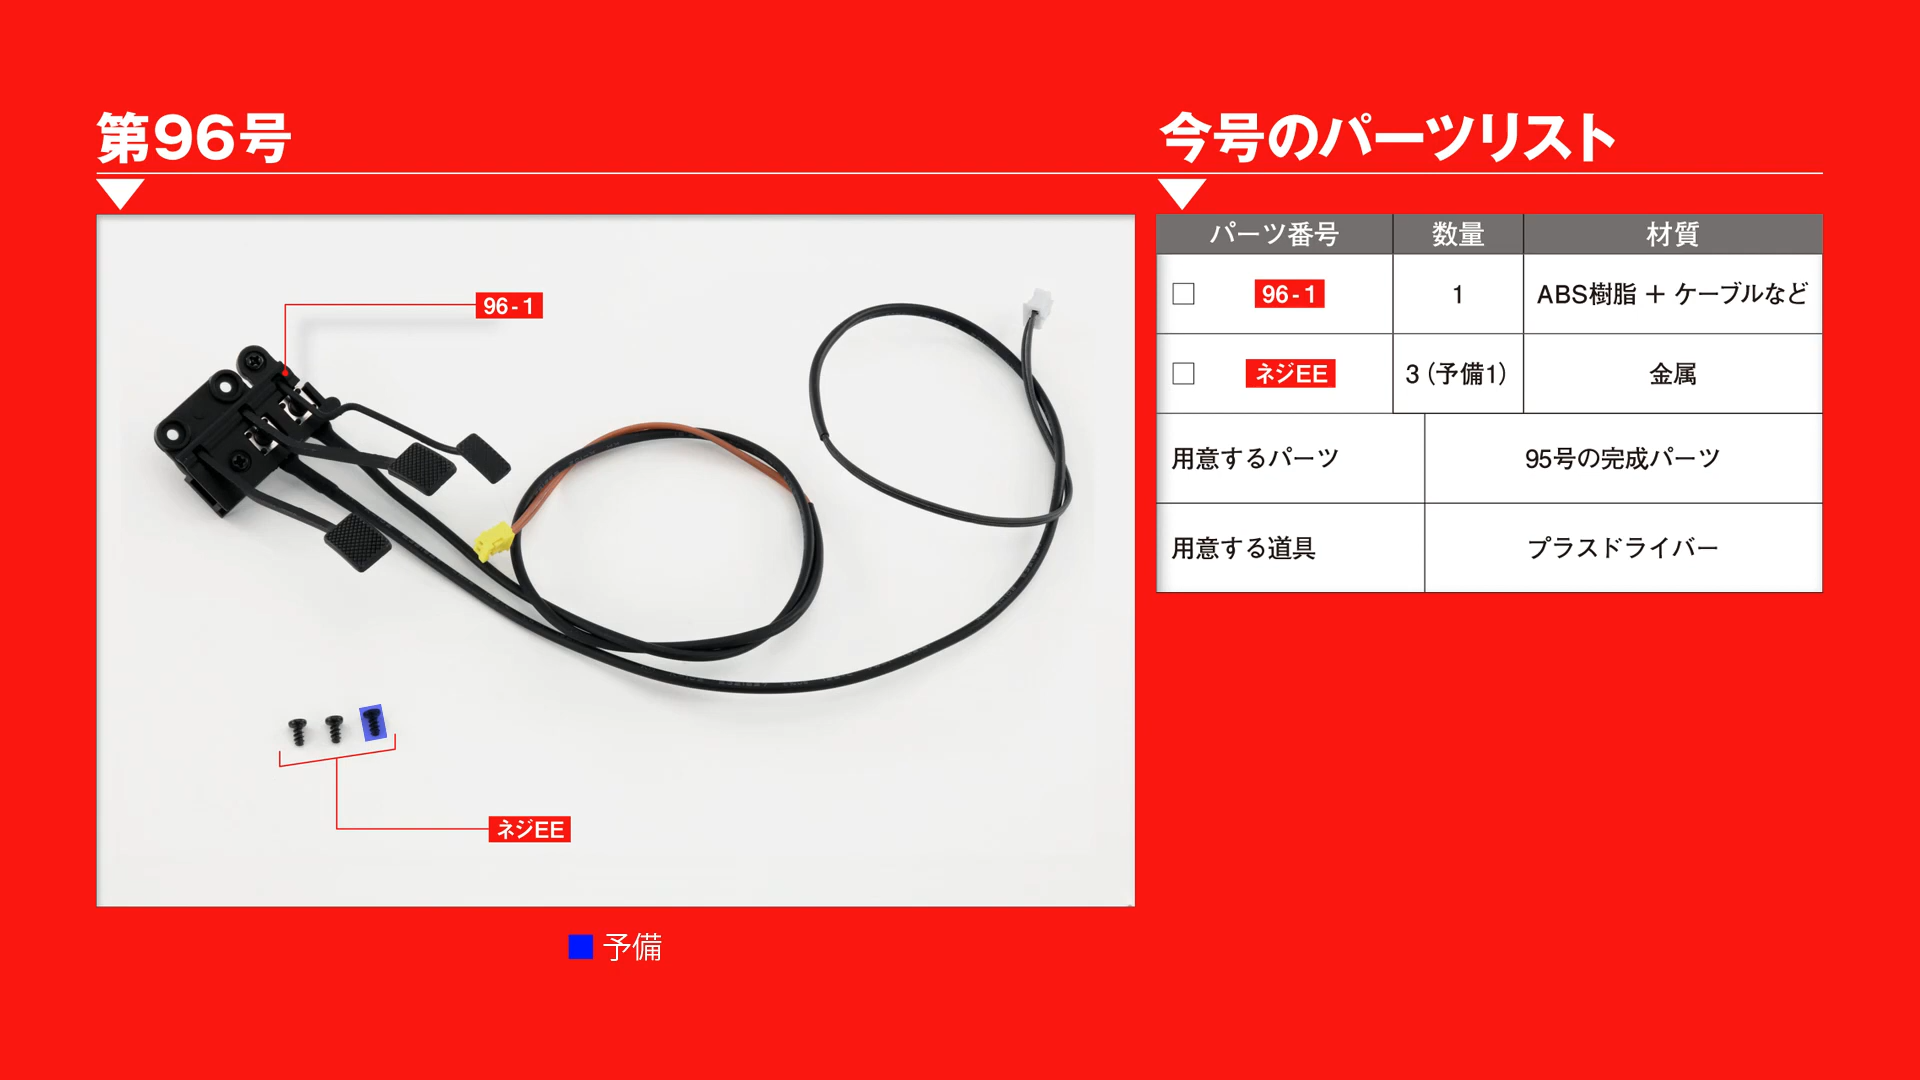 第96号
今号のパーツリスト
96-1
ネジEE
予備
パーツ番号 数量 材質
96-1 1 ABS樹脂 + ケーブルなど
ネジEE 3 (予備1) 金属
用意するパーツ 95号の完成パーツ
用意する道具 プラスドライバー